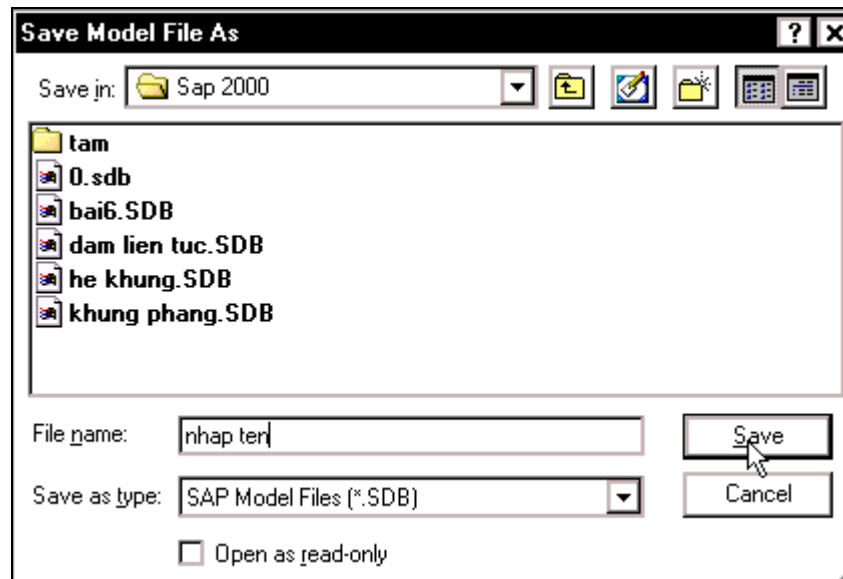 Save Model File As
Save in: Sap 2000
tam
0.sdb
bai6.SDB
dam lien tuc.SDB
he khung.SDB
khung phang.SDB
File name: nhap ten Save
Save as type: SAP Model Files (*.SDB) Cancel
Open as read-only